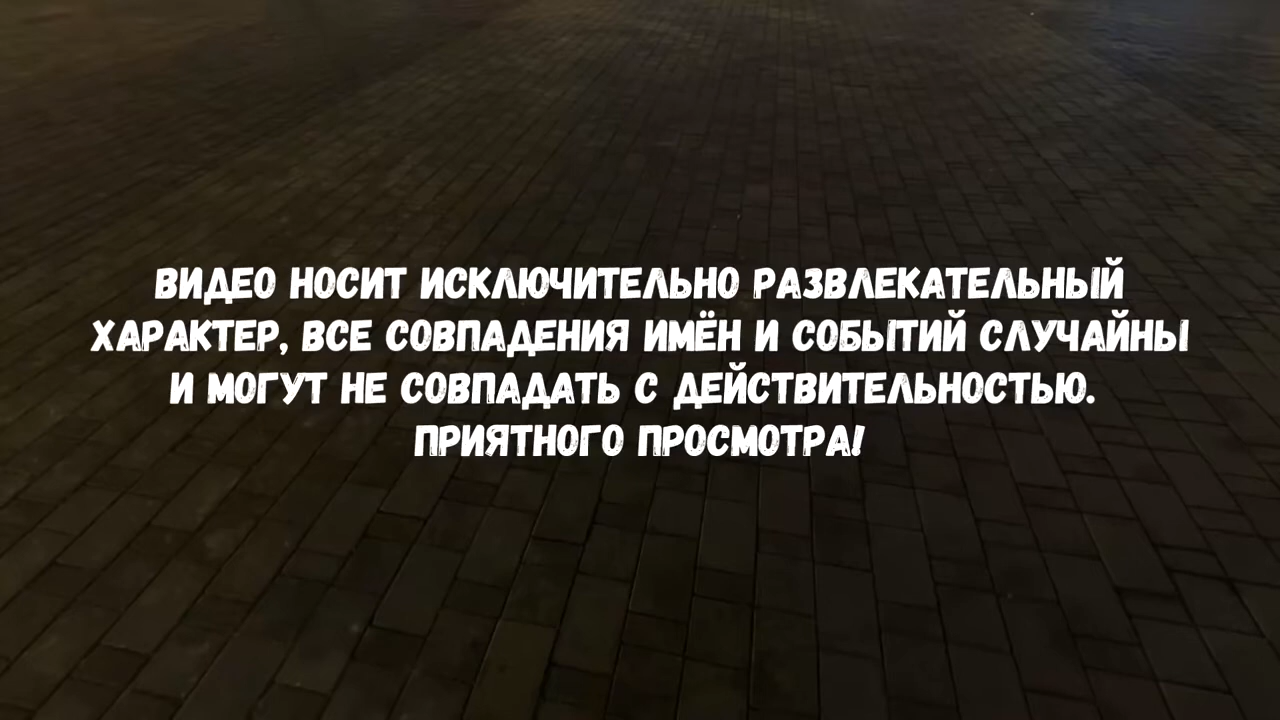 ВИДЕО НОСИТ ИСКЛЮЧИТЕЛЬНО РАЗВЛЕКАТЕЛЬНЫЙ
ХАРАКТЕР, ВСЕ СОВПАДЕНИЯ ИМЁН И СОБЫТИЙ СЛУЧАЙНЫ
И МОГУТ НЕ СОВПАДАТЬ С ДЕЙСТВИТЕЛЬНОСТЬЮ.
ПРИЯТНОГО ПРОСМОТРА!